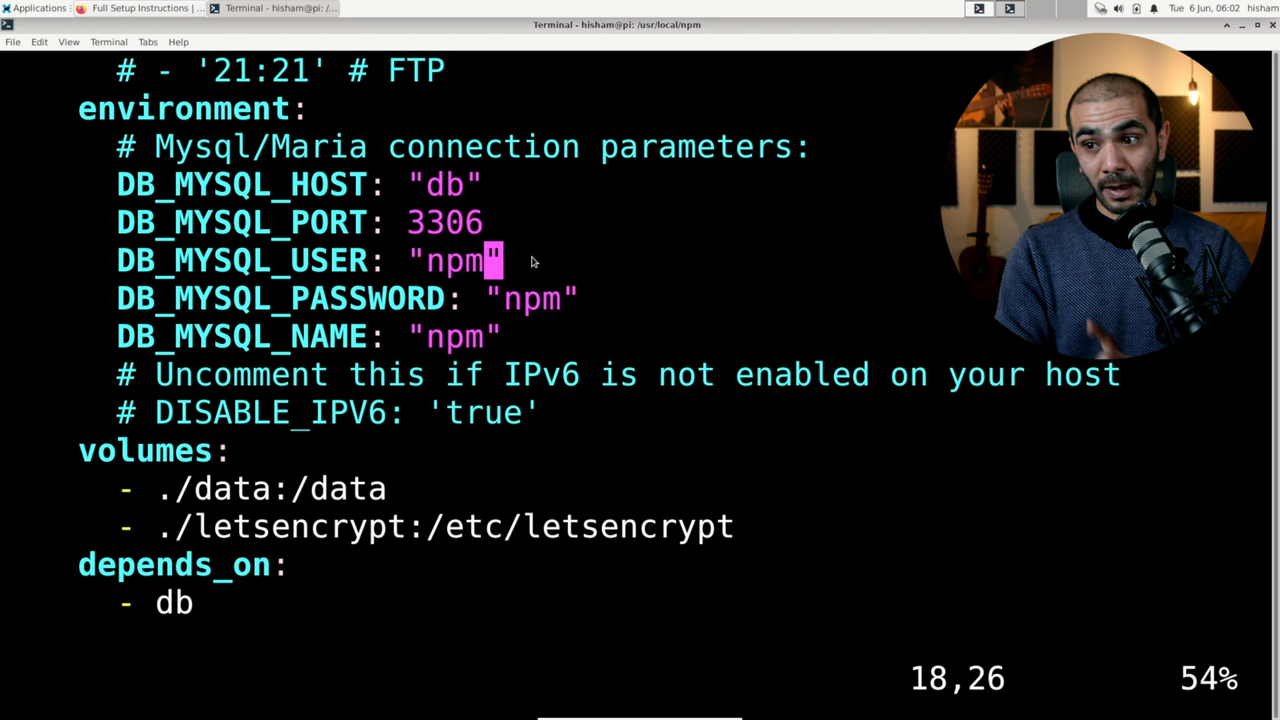 Applications
Full Setup Instructions | ...
Terminal - hisham@pi: /...
Tue 6 Jun, 06:02
hisham
Terminal - hisham@pi: /usr/local/npm
File Edit View Terminal Tabs Help
# - '21:21' # FTP
environment:
# Mysql/Maria connection parameters:
DB_MYSQL_HOST: "db"
DB_MYSQL_PORT: 3306
DB_MYSQL_USER: "npm"
DB_MYSQL_PASSWORD: "npm"
DB_MYSQL_NAME: "npm"
# Uncomment this if IPv6 is not enabled on your host
# DISABLE_IPV6: 'true'
volumes:
- ./data:/data
- ./letsencrypt:/etc/letsencrypt
depends_on:
- db
18,26 54%